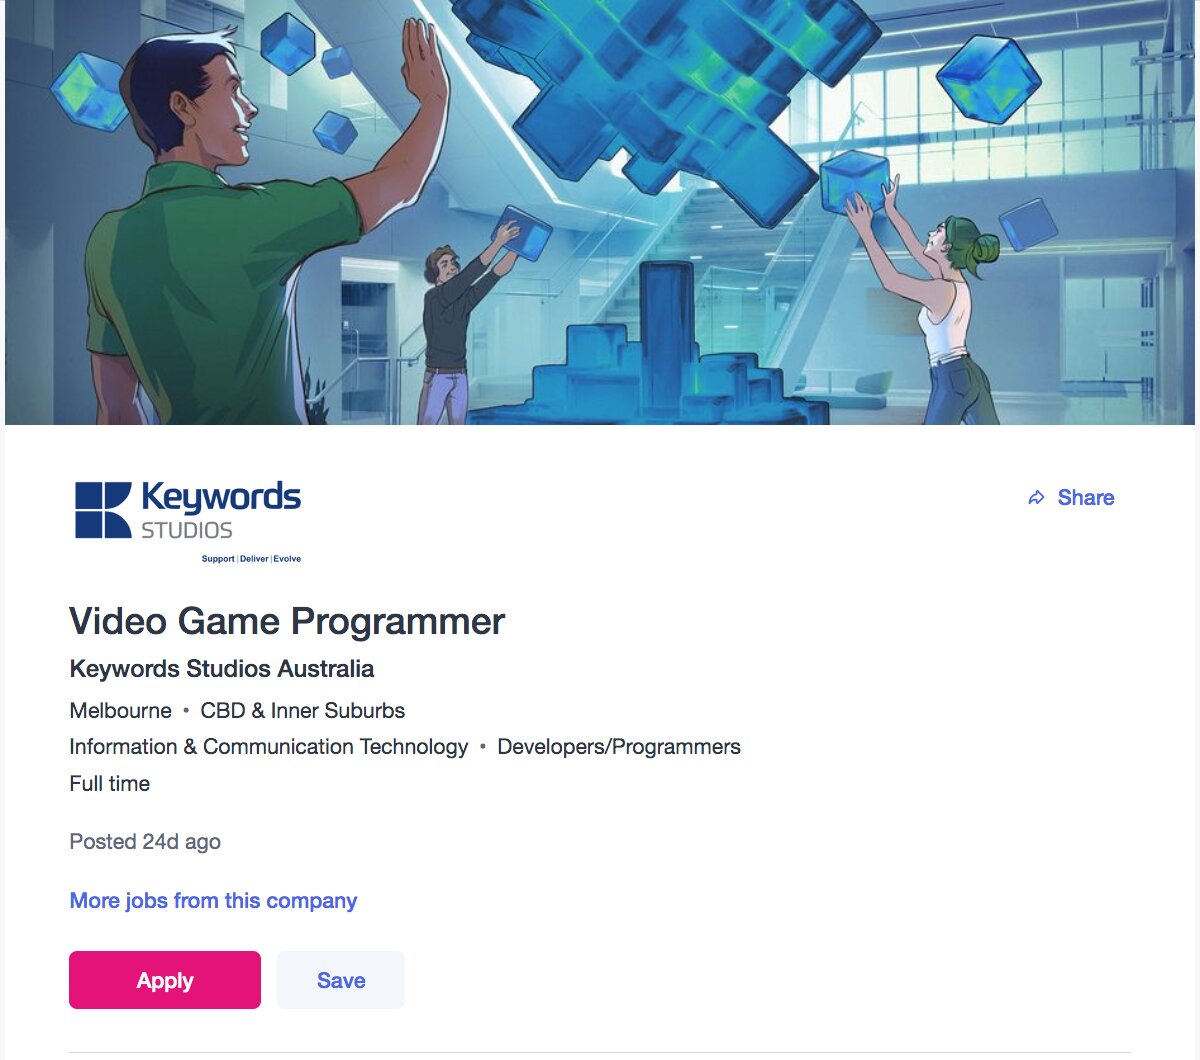 Keywords
STUDIOS
Support | Deliver | Evolve
Share
Video Game Programmer
Keywords Studios Australia
Melbourne • CBD & Inner Suburbs
Information & Communication Technology • Developers/Programmers
Full time
Posted 24d ago
More jobs from this company
Apply
Save